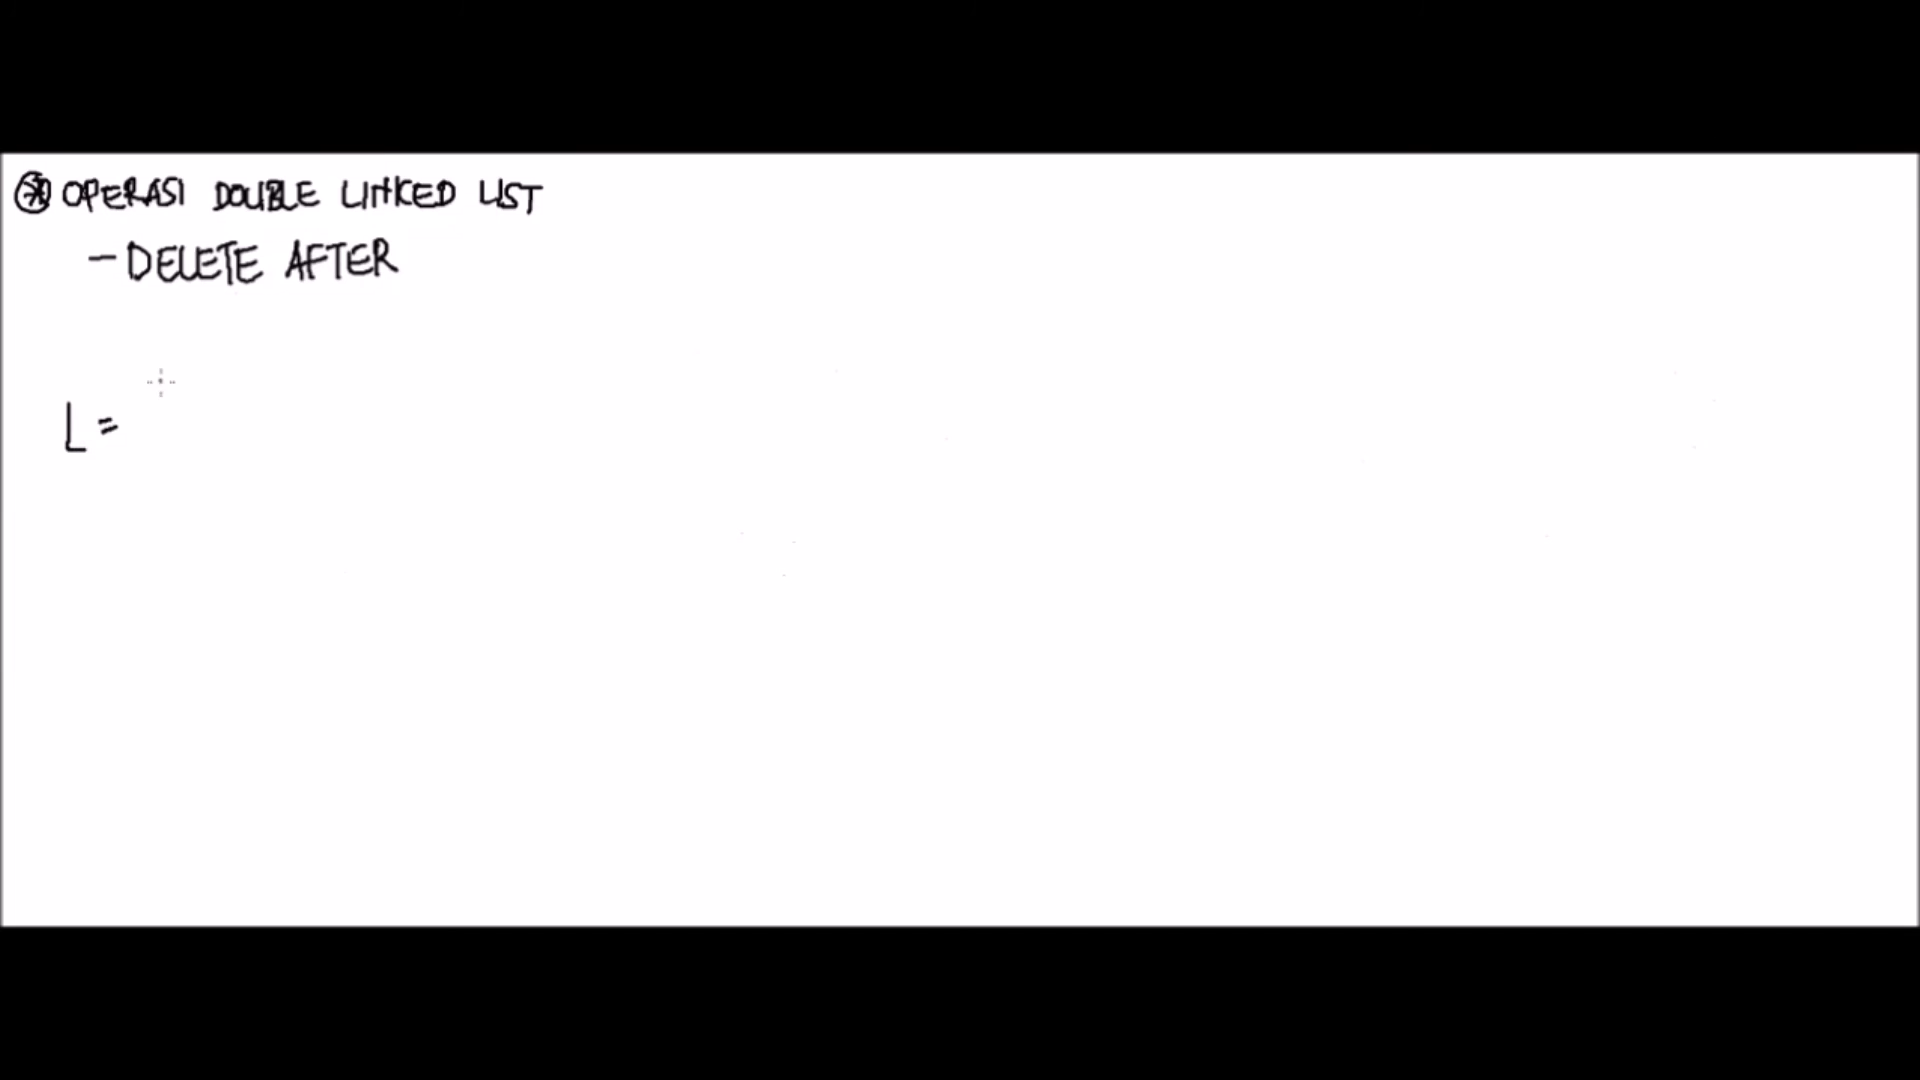 ⊛ OPERASI DOUBLE LINKED LIST
- DELETE AFTER
L =